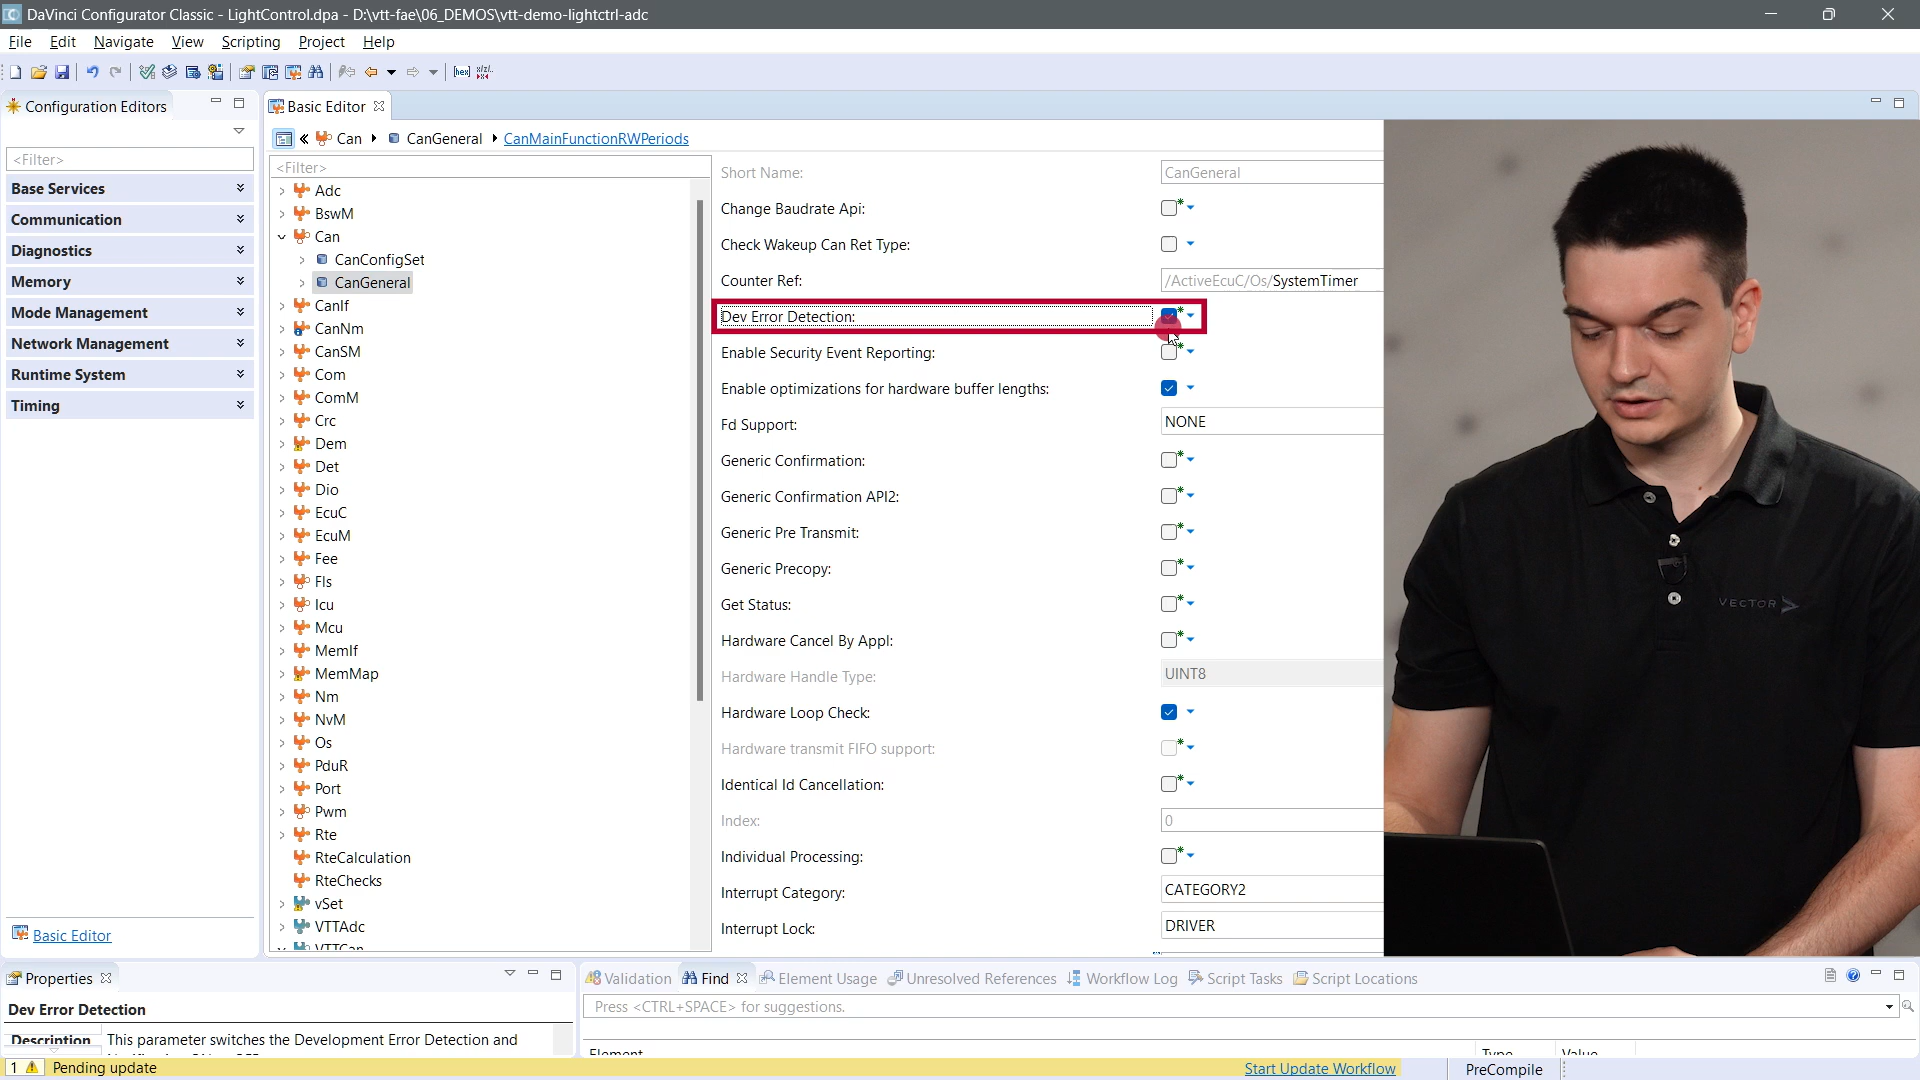 DaVinci Configurator Classic - LightControl.dpa - D:\vtt-fae\06_DEMOS\vtt-demo-lightctrl-adc
File Edit Navigate View Scripting Project Help
Configuration Editors
<Filter>
Base Services
Communication
Diagnostics
Memory
Mode Management
Network Management
Runtime System
Timing
Basic Editor
Basic Editor
Can CanGeneral CanMainFunctionRWPeriods
<Filter>
Adc
BswM
Can
CanConfigSet
CanGeneral
CanIf
CanNm
CanSM
Com
ComM
Crc
Dem
Det
Dio
EcuC
EcuM
Fee
Fls
Icu
Mcu
MemIf
MemMap
Nm
NvM
Os
PduR
Port
Pwm
Rte
RteCalculation
RteChecks
vSet
VTTAdc
VTTCan
Short Name: CanGeneral
Change Baudrate Api:
Check Wakeup Can Ret Type:
Counter Ref: /ActiveEcuC/Os/SystemTimer
Dev Error Detection:
Enable Security Event Reporting:
Enable optimizations for hardware buffer lengths:
Fd Support: NONE
Generic Confirmation:
Generic Confirmation API2:
Generic Pre Transmit:
Generic Precopy:
Get Status:
Hardware Cancel By Appl:
Hardware Handle Type: UINT8
Hardware Loop Check:
Hardware transmit FIFO support:
Identical Id Cancellation:
Index: 0
Individual Processing:
Interrupt Category: CATEGORY2
Interrupt Lock: DRIVER
VECTOR
Properties
Dev Error Detection
Description This parameter switches the Development Error Detection and
Validation Find Element Usage Unresolved References Workflow Log Script Tasks Script Locations
Press <CTRL+SPACE> for suggestions.
Element Type Value
1 Pending update Start Update Workflow PreCompile